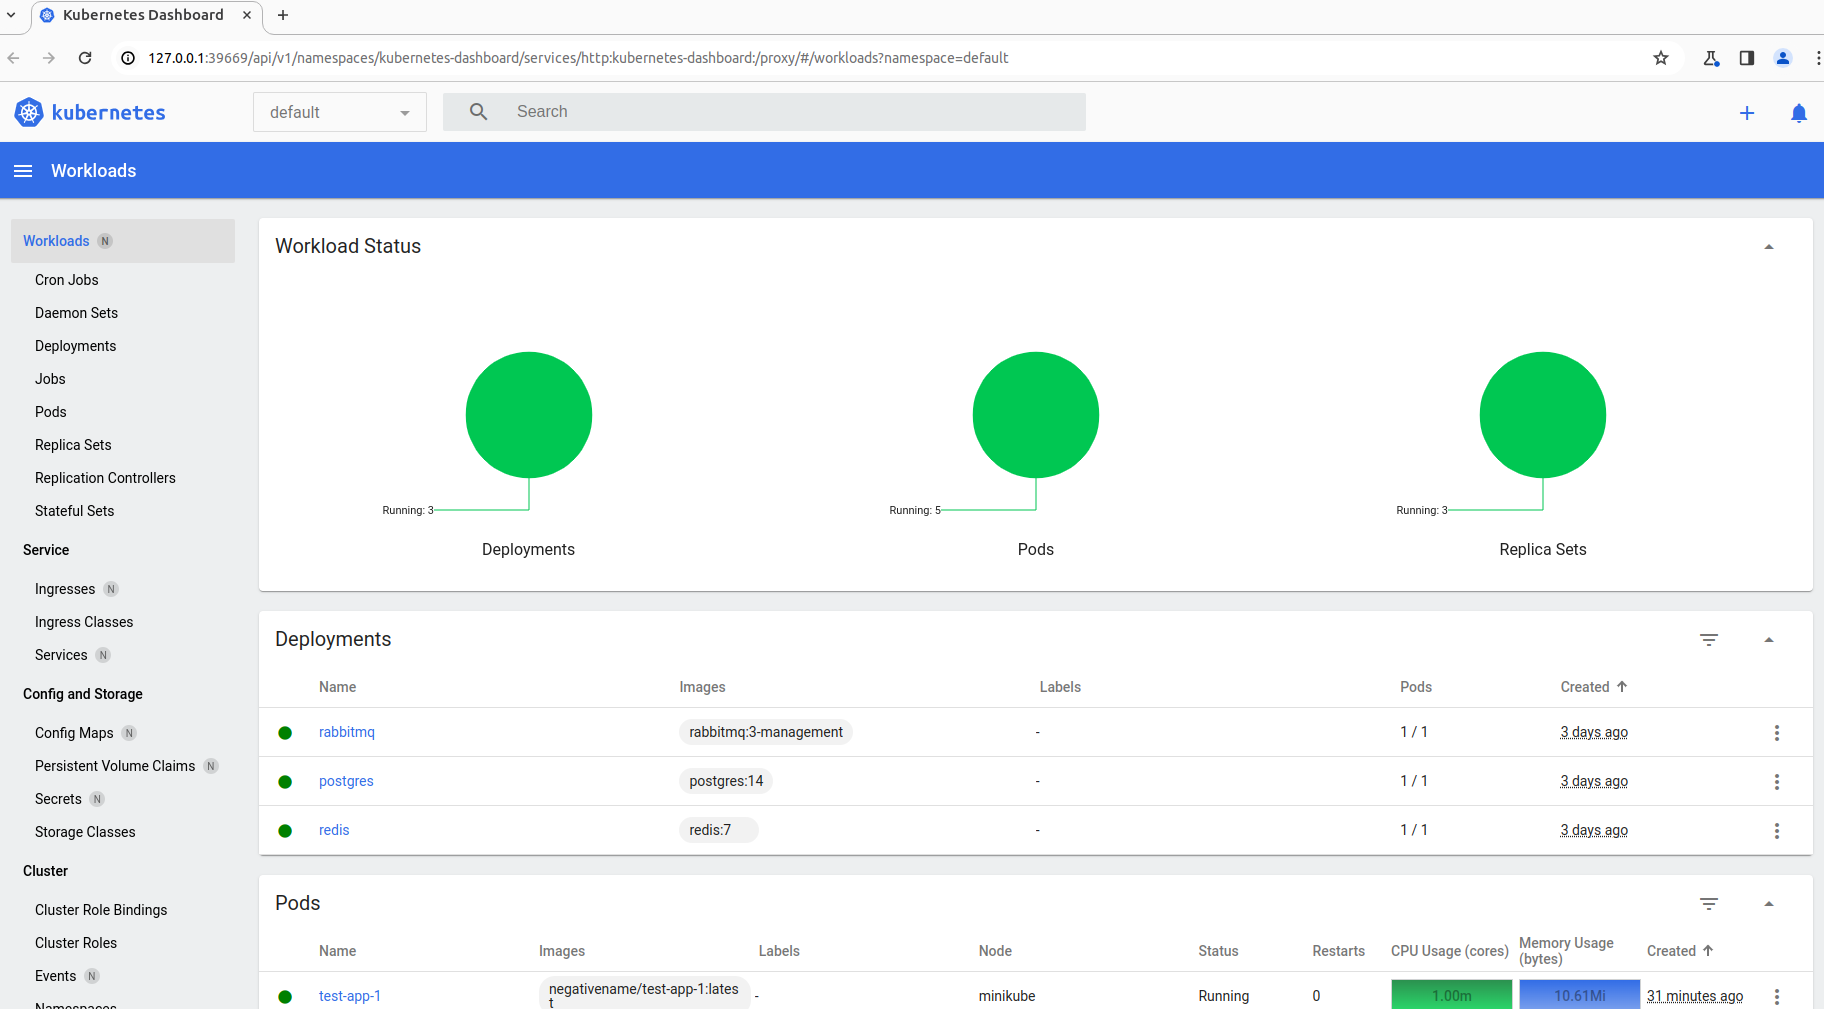 Kubernetes Dashboard
127.0.0.1:39669/api/v1/namespaces/kubernetes-dashboard/services/http:kubernetes-dashboard:/proxy/#/workloads?namespace=default
kubernetes
default
Search
Workloads
Workloads N
Cron Jobs
Daemon Sets
Deployments
Jobs
Pods
Replica Sets
Replication Controllers
Stateful Sets
Service
Ingresses N
Ingress Classes
Services N
Config and Storage
Config Maps N
Persistent Volume Claims N
Secrets N
Storage Classes
Cluster
Cluster Role Bindings
Cluster Roles
Events N
Namespaces
Workload Status
Running: 3
Deployments
Running: 5
Pods
Running: 3
Replica Sets
Deployments
Name Images Labels Pods Created
rabbitmq rabbitmq:3-management - 1 / 1 3 days ago
postgres postgres:14 - 1 / 1 3 days ago
redis redis:7 - 1 / 1 3 days ago
Pods
Name Images Labels Node Status Restarts CPU Usage (cores) Memory Usage (bytes) Created
test-app-1 negativename/test-app-1:latest - minikube Running 0 1.00m 10.61Mi 31 minutes ago